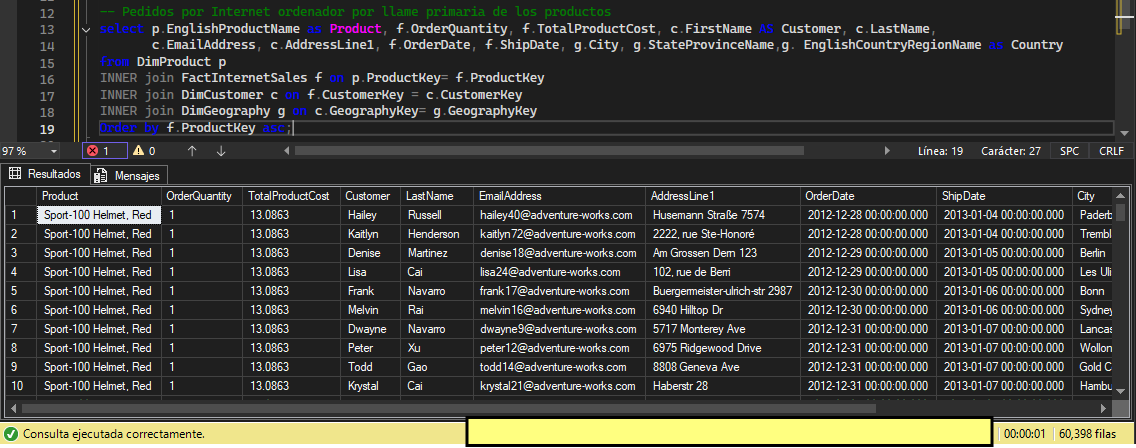 12
-- Pedidos por Internet ordenador por llame primaria de los productos
13 select p.EnglishProductName as Product, f.OrderQuantity, f.TotalProductCost, c.FirstName AS Customer, c.LastName,
14 c.EmailAddress, c.AddressLine1, f.OrderDate, f.ShipDate, g.City, g.StateProvinceName,g. EnglishCountryRegionName as Country
15 from DimProduct p
16 INNER join FactInternetSales f on p.ProductKey= f.ProductKey
17 INNER join DimCustomer c on f.CustomerKey = c.CustomerKey
18 INNER join DimGeography g on c.GeographyKey= g.GeographyKey
19 Order by f.ProductKey asc;
97 % 1 0 Línea: 19 Carácter: 27 SPC CRLF
Resultados Mensajes
Product OrderQuantity TotalProductCost Customer LastName EmailAddress AddressLine1 OrderDate ShipDate City
1 Sport-100 Helmet, Red 1 13.0863 Hailey Russell hailey40@adventure-works.com Husemann Straße 7574 2012-12-28 00:00:00.000 2013-01-04 00:00:00.000 Paderb
2 Sport-100 Helmet, Red 1 13.0863 Kaitlyn Henderson kaitlyn72@adventure-works.com 2222, rue Ste-Honoré 2012-12-28 00:00:00.000 2013-01-04 00:00:00.000 Trembl
3 Sport-100 Helmet, Red 1 13.0863 Denise Martinez denise18@adventure-works.com Am Grossen Dern 123 2012-12-29 00:00:00.000 2013-01-05 00:00:00.000 Berlin
4 Sport-100 Helmet, Red 1 13.0863 Lisa Cai lisa24@adventure-works.com 102, rue de Berri 2012-12-29 00:00:00.000 2013-01-05 00:00:00.000 Les Uli
5 Sport-100 Helmet, Red 1 13.0863 Frank Navarro frank17@adventure-works.com Buergermeister-ulrich-str 2987 2012-12-30 00:00:00.000 2013-01-06 00:00:00.000 Bonn
6 Sport-100 Helmet, Red 1 13.0863 Melvin Rai melvin16@adventure-works.com 6940 Hilltop Dr 2012-12-30 00:00:00.000 2013-01-06 00:00:00.000 Sydney
7 Sport-100 Helmet, Red 1 13.0863 Dwayne Navarro dwayne9@adventure-works.com 5717 Monterey Ave 2012-12-31 00:00:00.000 2013-01-07 00:00:00.000 Lancas
8 Sport-100 Helmet, Red 1 13.0863 Peter Xu peter12@adventure-works.com 6975 Ridgewood Drive 2012-12-31 00:00:00.000 2013-01-07 00:00:00.000 Wollon
9 Sport-100 Helmet, Red 1 13.0863 Todd Gao todd14@adventure-works.com 8808 Geneva Ave 2012-12-31 00:00:00.000 2013-01-07 00:00:00.000 Gold C
10 Sport-100 Helmet, Red 1 13.0863 Krystal Cai krystal21@adventure-works.com Haberstr 28 2012-12-31 00:00:00.000 2013-01-07 00:00:00.000 Hambu
Consulta ejecutada correctamente. 00:00:01 60,398 filas